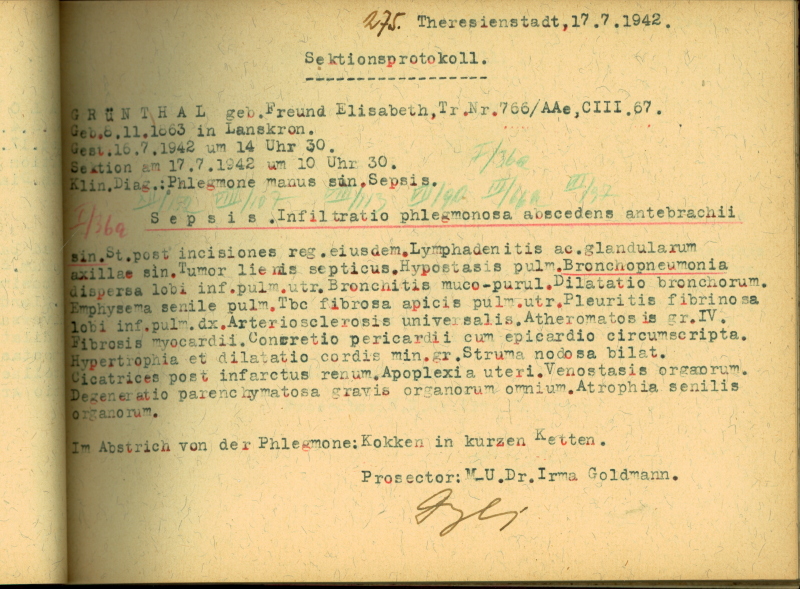 275. Theresienstadt,17.7.1942.
Sektionsprotokoll.
GRÜNTHAL geb.Freund Elisabeth,Tr.Nr.766/AAe,CIII.67.
Geb.6.11.1863 in Lanskron.
Gest.16.7.1942 um 14 Uhr 30.
Sektion am 17.7.1942 um 10 Uhr 30.
I/36a
Klin.Diag.:Phlegmone manus sin.Sepsis.
I/36a
Sepsis.Infiltratio phlegmonosa abscedens antebrachii
sin.St.post incisiones reg.eiusdem.Lymphadenitis ac.glandularum
axillae sin.Tumor lienis septicus.Hypostasis pulm.Bronchopneumonia
dispersa lobi inf.pulm.utr.Bronchitis muco-purul.Dilatatio bronchorum.
Emphysema senile pulm.Tbc fibrosa apicis pulm.utr.Pleuritis fibrinosa
lobi inf.pulm.dx.Arteriosclerosis universalis.Atheromatosis gr.IV.
Fibrosis myocardii.Concretio pericardii cum epicardio circumscripta.
Hypertrophia et dilatatio cordis min.gr.Struma nodosa bilat.
Cicatrices post infarctus renum.Apoplexia uteri.Venostasis organorum.
Degeneratio parenchymatosa gravis organorum omnium.Atrophia senilis
organorum.
Im Abstrich von der Phlegmone:Kokken in kurzen Ketten.
Prosector:M.U.Dr.Irma Goldmann.